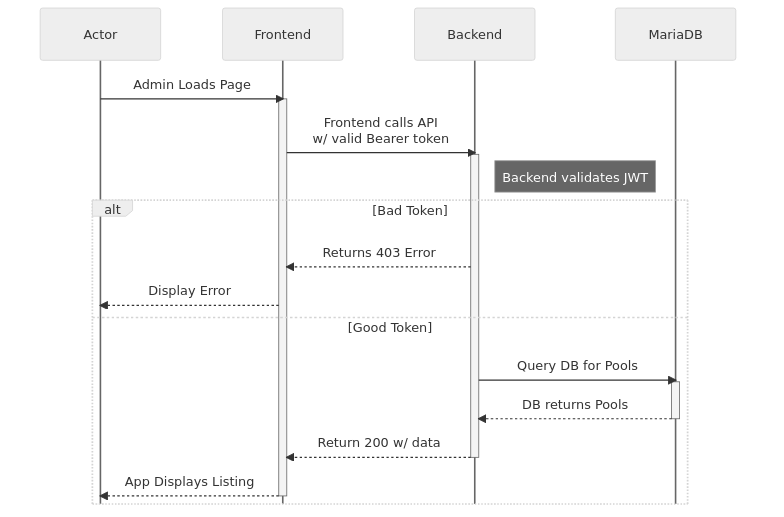 Actor
Frontend
Backend
MariaDB
Admin Loads Page
Frontend calls API
w/ valid Bearer token
Backend validates JWT
alt
[Bad Token]
Returns 403 Error
Display Error
[Good Token]
Query DB for Pools
DB returns Pools
Return 200 w/ data
App Displays Listing